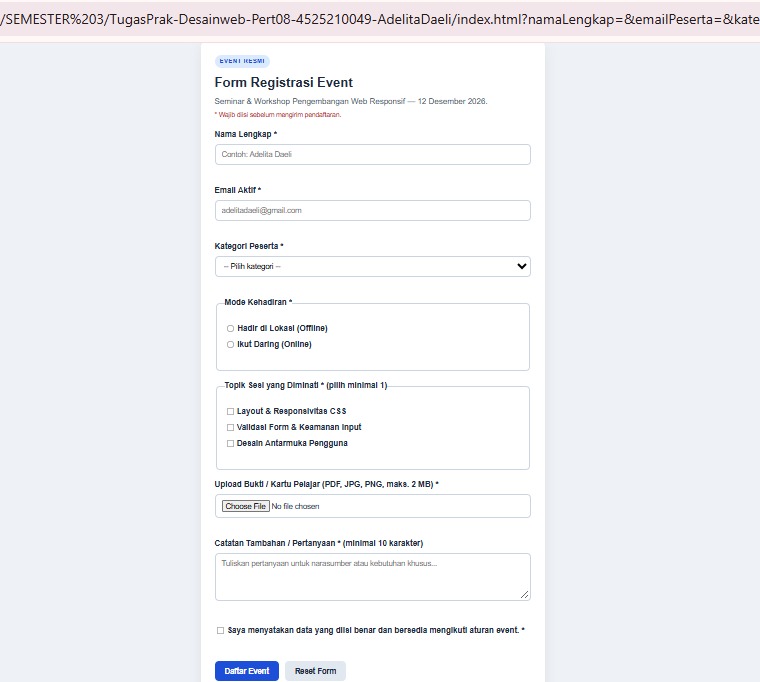 /SEMESTER%203/TugasPrak-Desainweb-Pert08-4525210049-AdelitaDaeli/index.html?namaLengkap=&emailPeserta=&kate
EVENT RESMI
Form Registrasi Event
Seminar & Workshop Pengembangan Web Responsif — 12 Desember 2026.
* Wajib diisi sebelum mengirim pendaftaran.
Nama Lengkap *
Contoh: Adelita Daeli
Email Aktif *
adelitadaeli@gmail.com
Kategori Peserta *
-- Pilih kategori --
Mode Kehadiran *
Hadir di Lokasi (Offline)
Ikut Daring (Online)
Topik Sesi yang Diminati * (pilih minimal 1)
Layout & Responsivitas CSS
Validasi Form & Keamanan Input
Desain Antarmuka Pengguna
Upload Bukti / Kartu Pelajar (PDF, JPG, PNG, maks. 2 MB) *
Choose File No file chosen
Catatan Tambahan / Pertanyaan * (minimal 10 karakter)
Tuliskan pertanyaan untuk narasumber atau kebutuhan khusus...
Saya menyatakan data yang diisi benar dan bersedia mengikuti aturan event. *
Daftar Event Reset Form